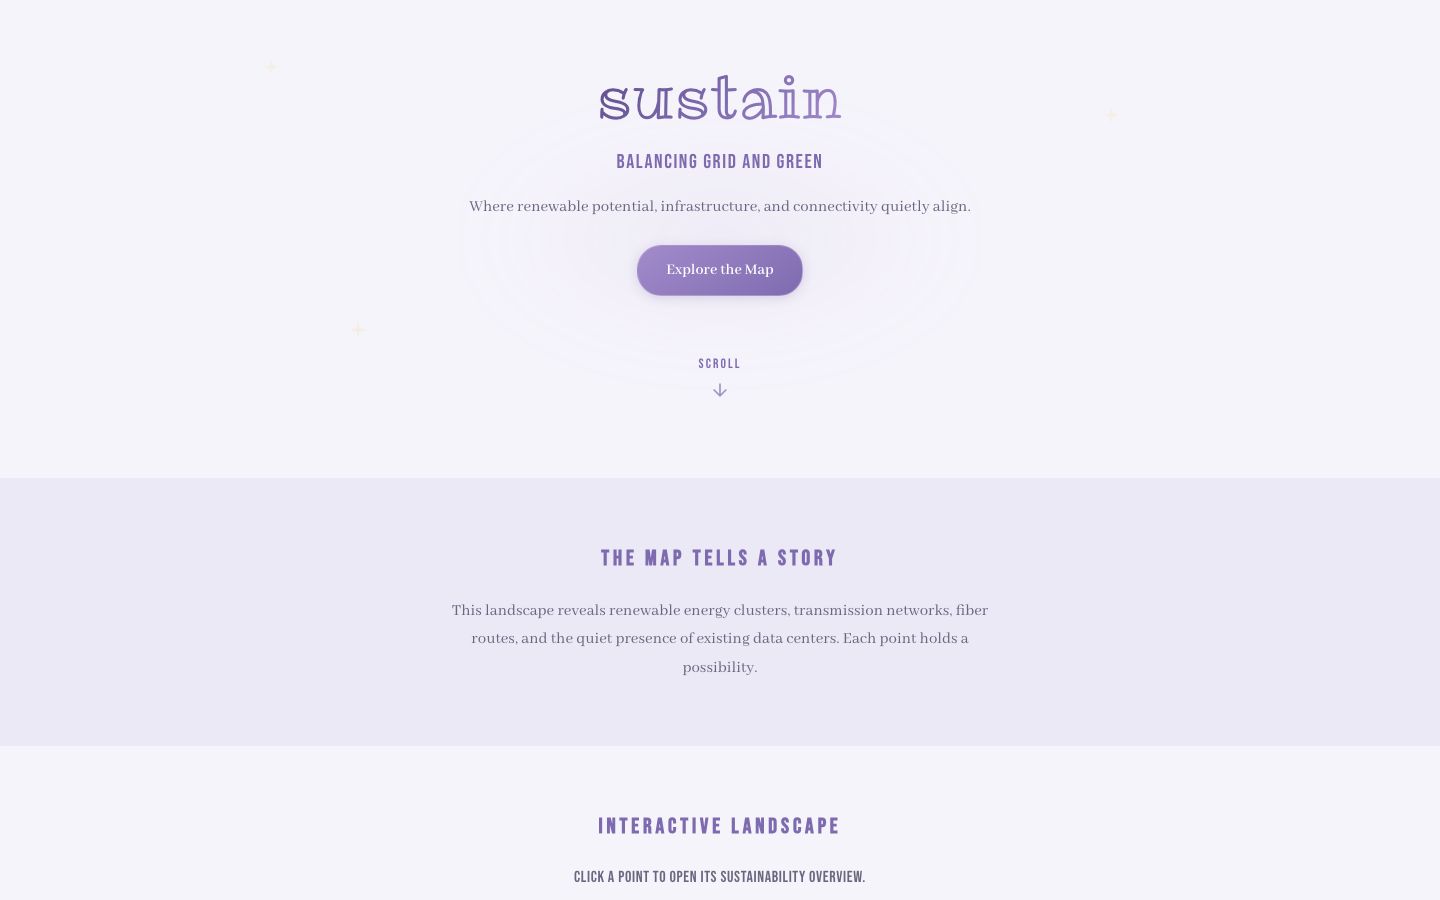 sustain
BALANCING GRID AND GREEN
Where renewable potential, infrastructure, and connectivity quietly align.
Explore the Map
SCROLL
THE MAP TELLS A STORY
This landscape reveals renewable energy clusters, transmission networks, fiber
routes, and the quiet presence of existing data centers. Each point holds a
possibility.
INTERACTIVE LANDSCAPE
CLICK A POINT TO OPEN ITS SUSTAINABILITY OVERVIEW.